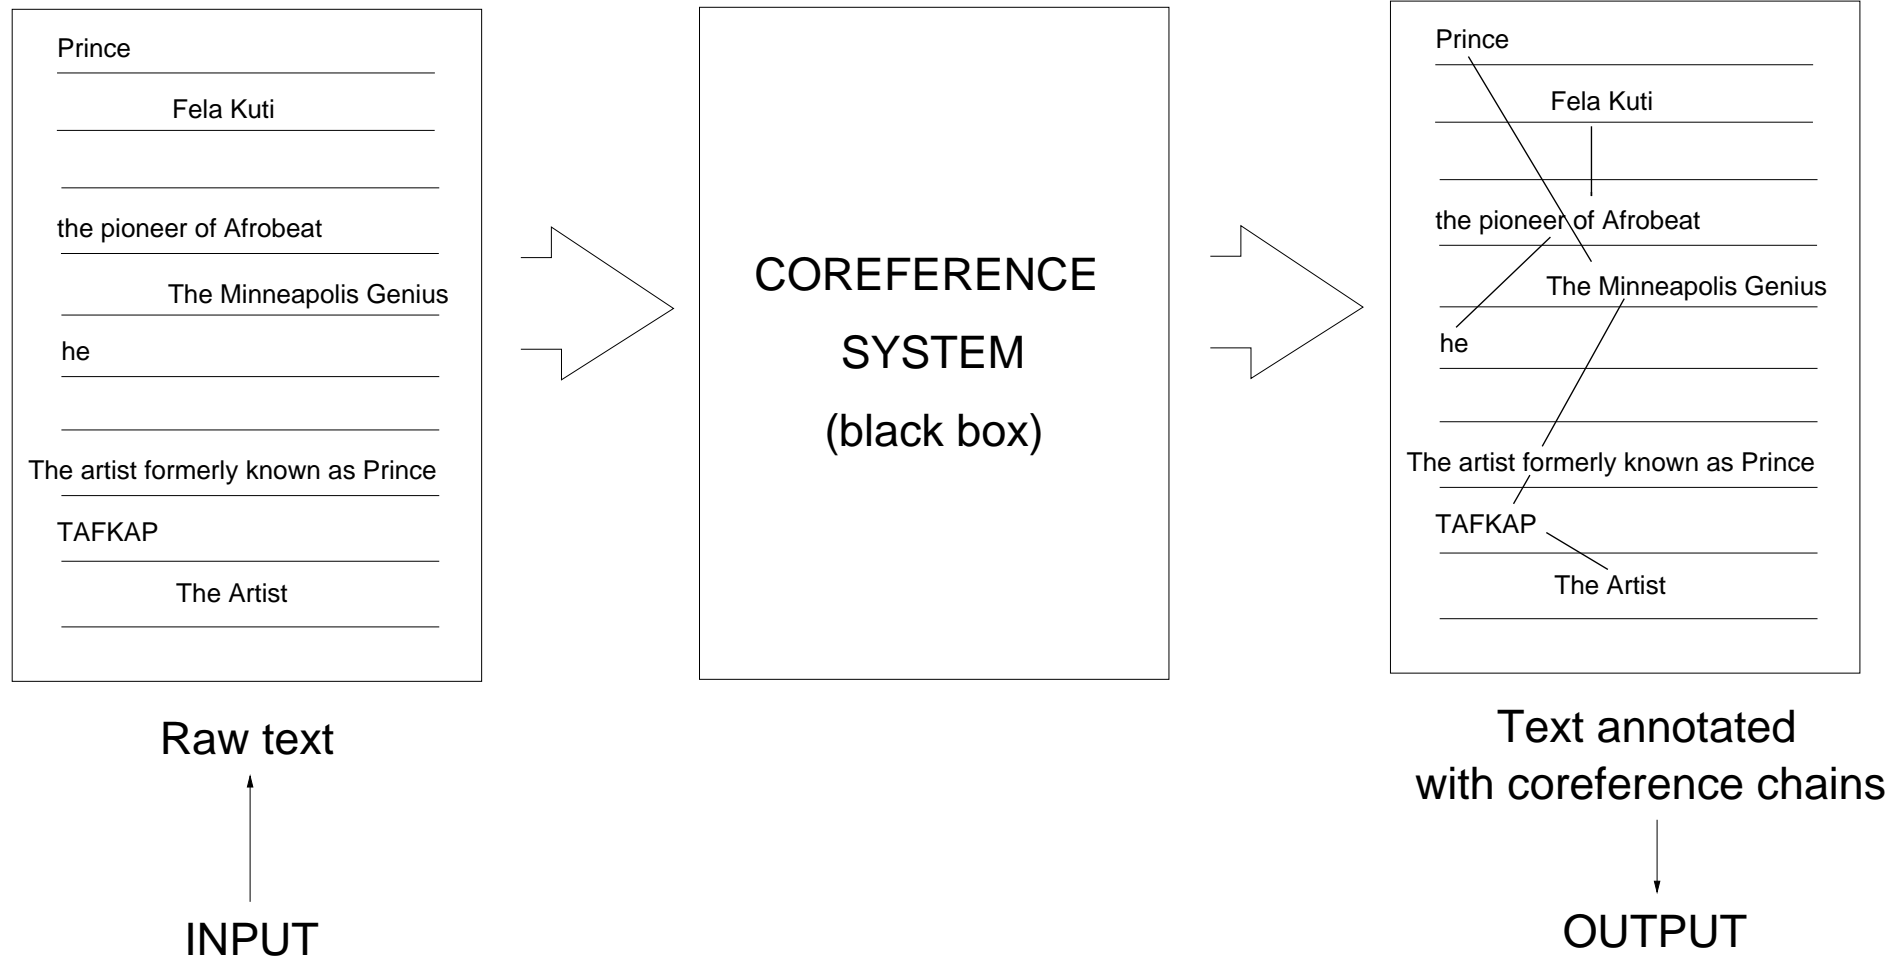 Prince
Fela Kuti
the pioneer of Afrobeat
The Minneapolis Genius
he
The artist formerly known as Prince
TAFKAP
The Artist
Raw text
INPUT
COREFERENCE
SYSTEM
(black box)
Prince
Fela Kuti
the pioneer of Afrobeat
The Minneapolis Genius
he
The artist formerly known as Prince
TAFKAP
The Artist
Text annotated
with coreference chains
OUTPUT